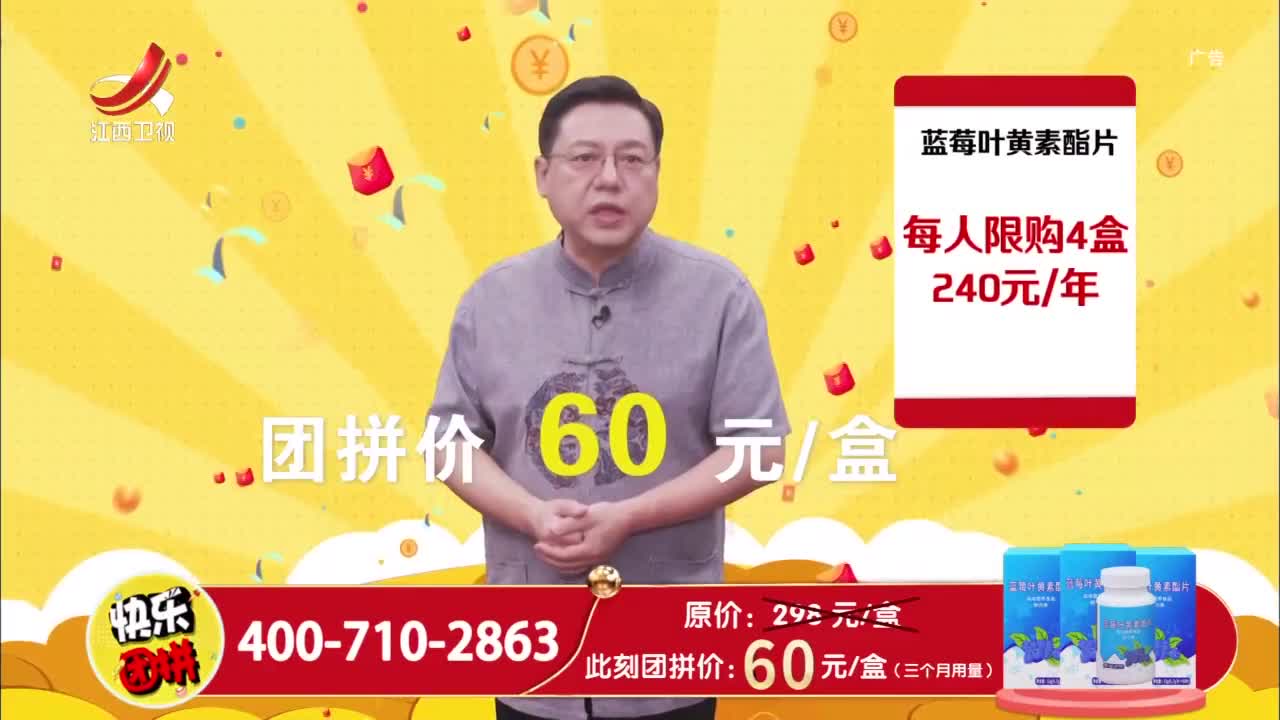 江西卫视
广告
蓝莓叶黄素酯片
每人限购4盒
240元/年
团拼价 60 元/盒
快乐
团拼
400-710-2863
原价：298 元/盒
此刻团拼价：60元/盒（三个月用量）
蓝莓叶黄素酯片